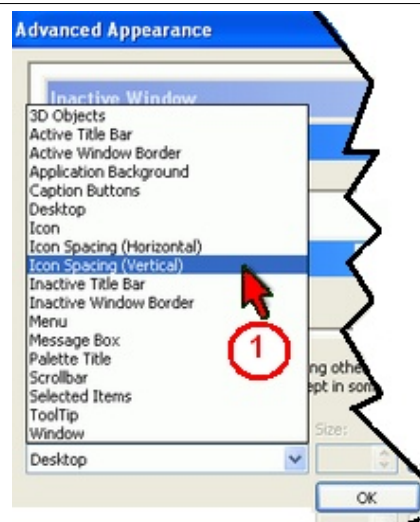 Advanced Appearance
Inactive Window
3D Objects
Active Title Bar
Active Window Border
Application Background
Caption Buttons
Desktop
Icon
Icon Spacing (Horizontal)
Icon Spacing (Vertical)
Inactive Title Bar
Inactive Window Border
Menu
Message Box
Palette Title
Scrollbar
Selected Items
ToolTip
Window
1
ng othe
ept in som
Size:
Desktop
OK